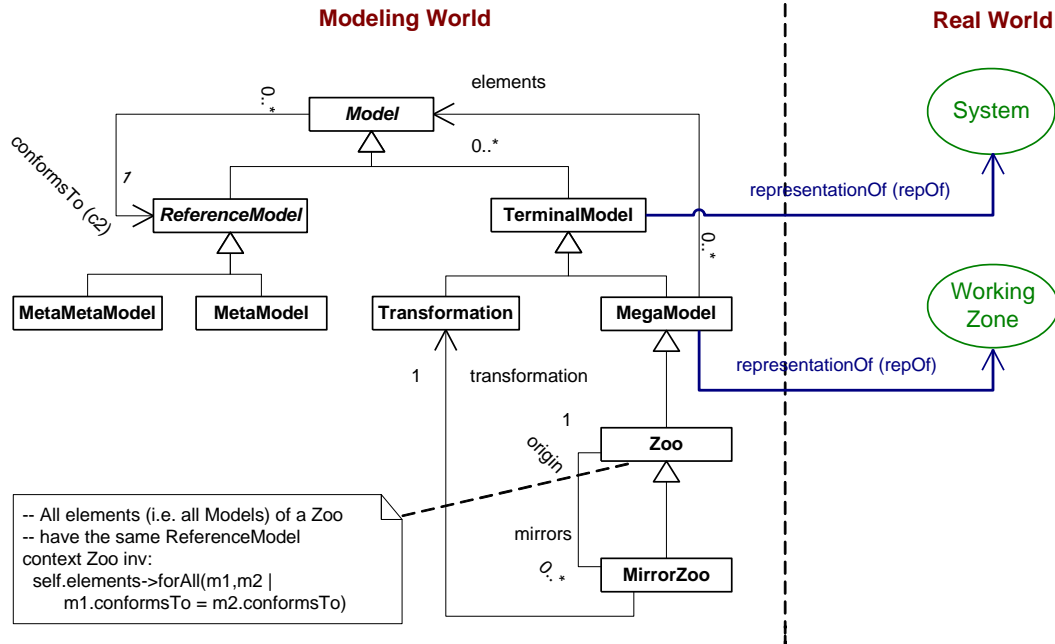 Modeling World
Real World
elements
0..*
Model
System
0..*
conformsTo (c2)
1
representationOf (repOf)
ReferenceModel
TerminalModel
0..*
MetaMetaModel
MetaModel
Transformation
MegaModel
Working
Zone
representationOf (repOf)
1
transformation
1
origin
Zoo
-- All elements (i.e. all Models) of a Zoo
-- have the same ReferenceModel
context Zoo inv:
self.elements->forAll(m1,m2 |
m1.conformsTo = m2.conformsTo)
mirrors
0..*
MirrorZoo